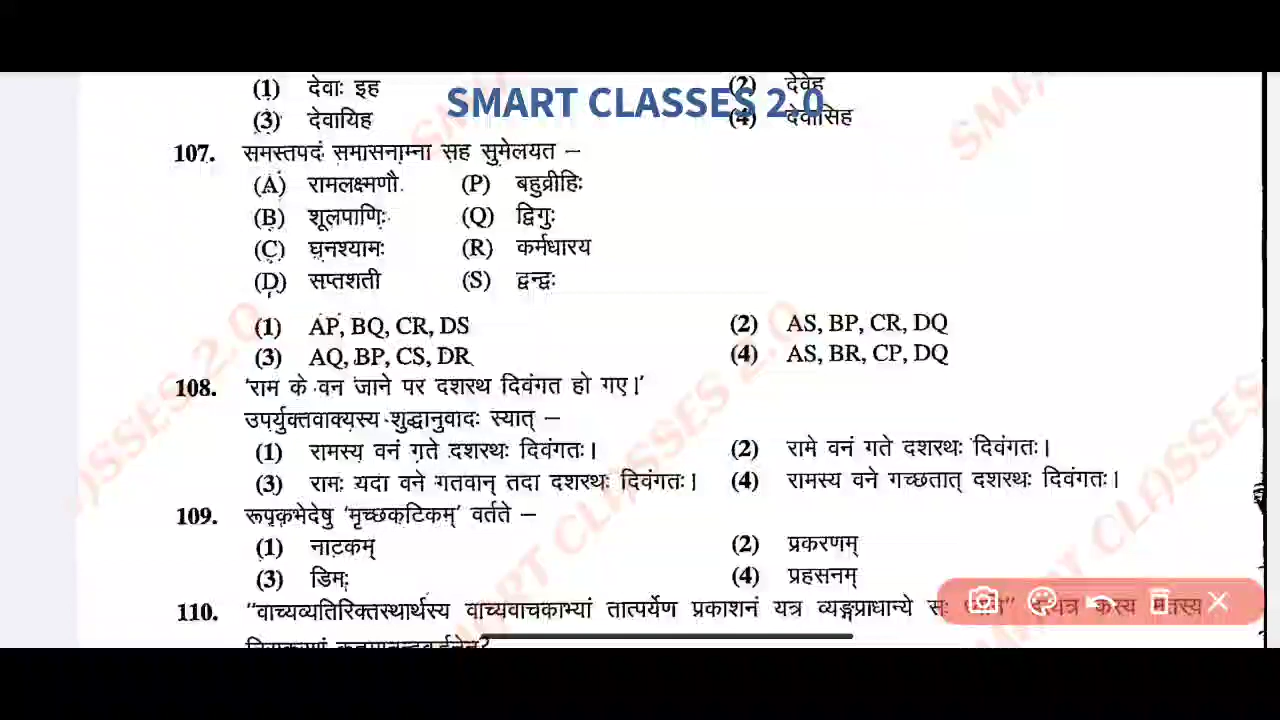 (1) देवाः इह (2) देवेह
SMART CLASSES 2.0
(3) देवायिह (4) देवासिह
107. समस्तपदं समासनाम्ना सह सुमेलयत –
(A) रामलक्ष्मणौ (P) बहुव्रीहिः
(B) शूलपाणिः (Q) द्विगुः
(C) घनश्यामः (R) कर्मधारय
(D) सप्तशती (S) द्वन्द्वः
(1) AP, BQ, CR, DS (2) AS, BP, CR, DQ
(3) AQ, BP, CS, DR (4) AS, BR, CP, DQ
108. 'राम के वन जाने पर दशरथ दिवंगत हो गए।'
उपर्युक्तवाक्यस्य शुद्धानुवादः स्यात् –
(1) रामस्य वनं गते दशरथः दिवंगतः। (2) रामे वनं गते दशरथः दिवंगतः।
(3) रामः यदा वने गतवान् तदा दशरथः दिवंगतः। (4) रामस्य वने गच्छतात् दशरथः दिवंगतः।
109. रूपकभेदेषु 'मृच्छकटिकम्' वर्तते –
(1) नाटकम् (2) प्रकरणम्
(3) डिमः (4) प्रहसनम्
110. "वाच्यव्यतिरिक्तस्थार्थस्य वाच्यवाचकाभ्यां तात्पर्येण प्रकाशनं यत्र व्यङ्गप्राधान्ये सः